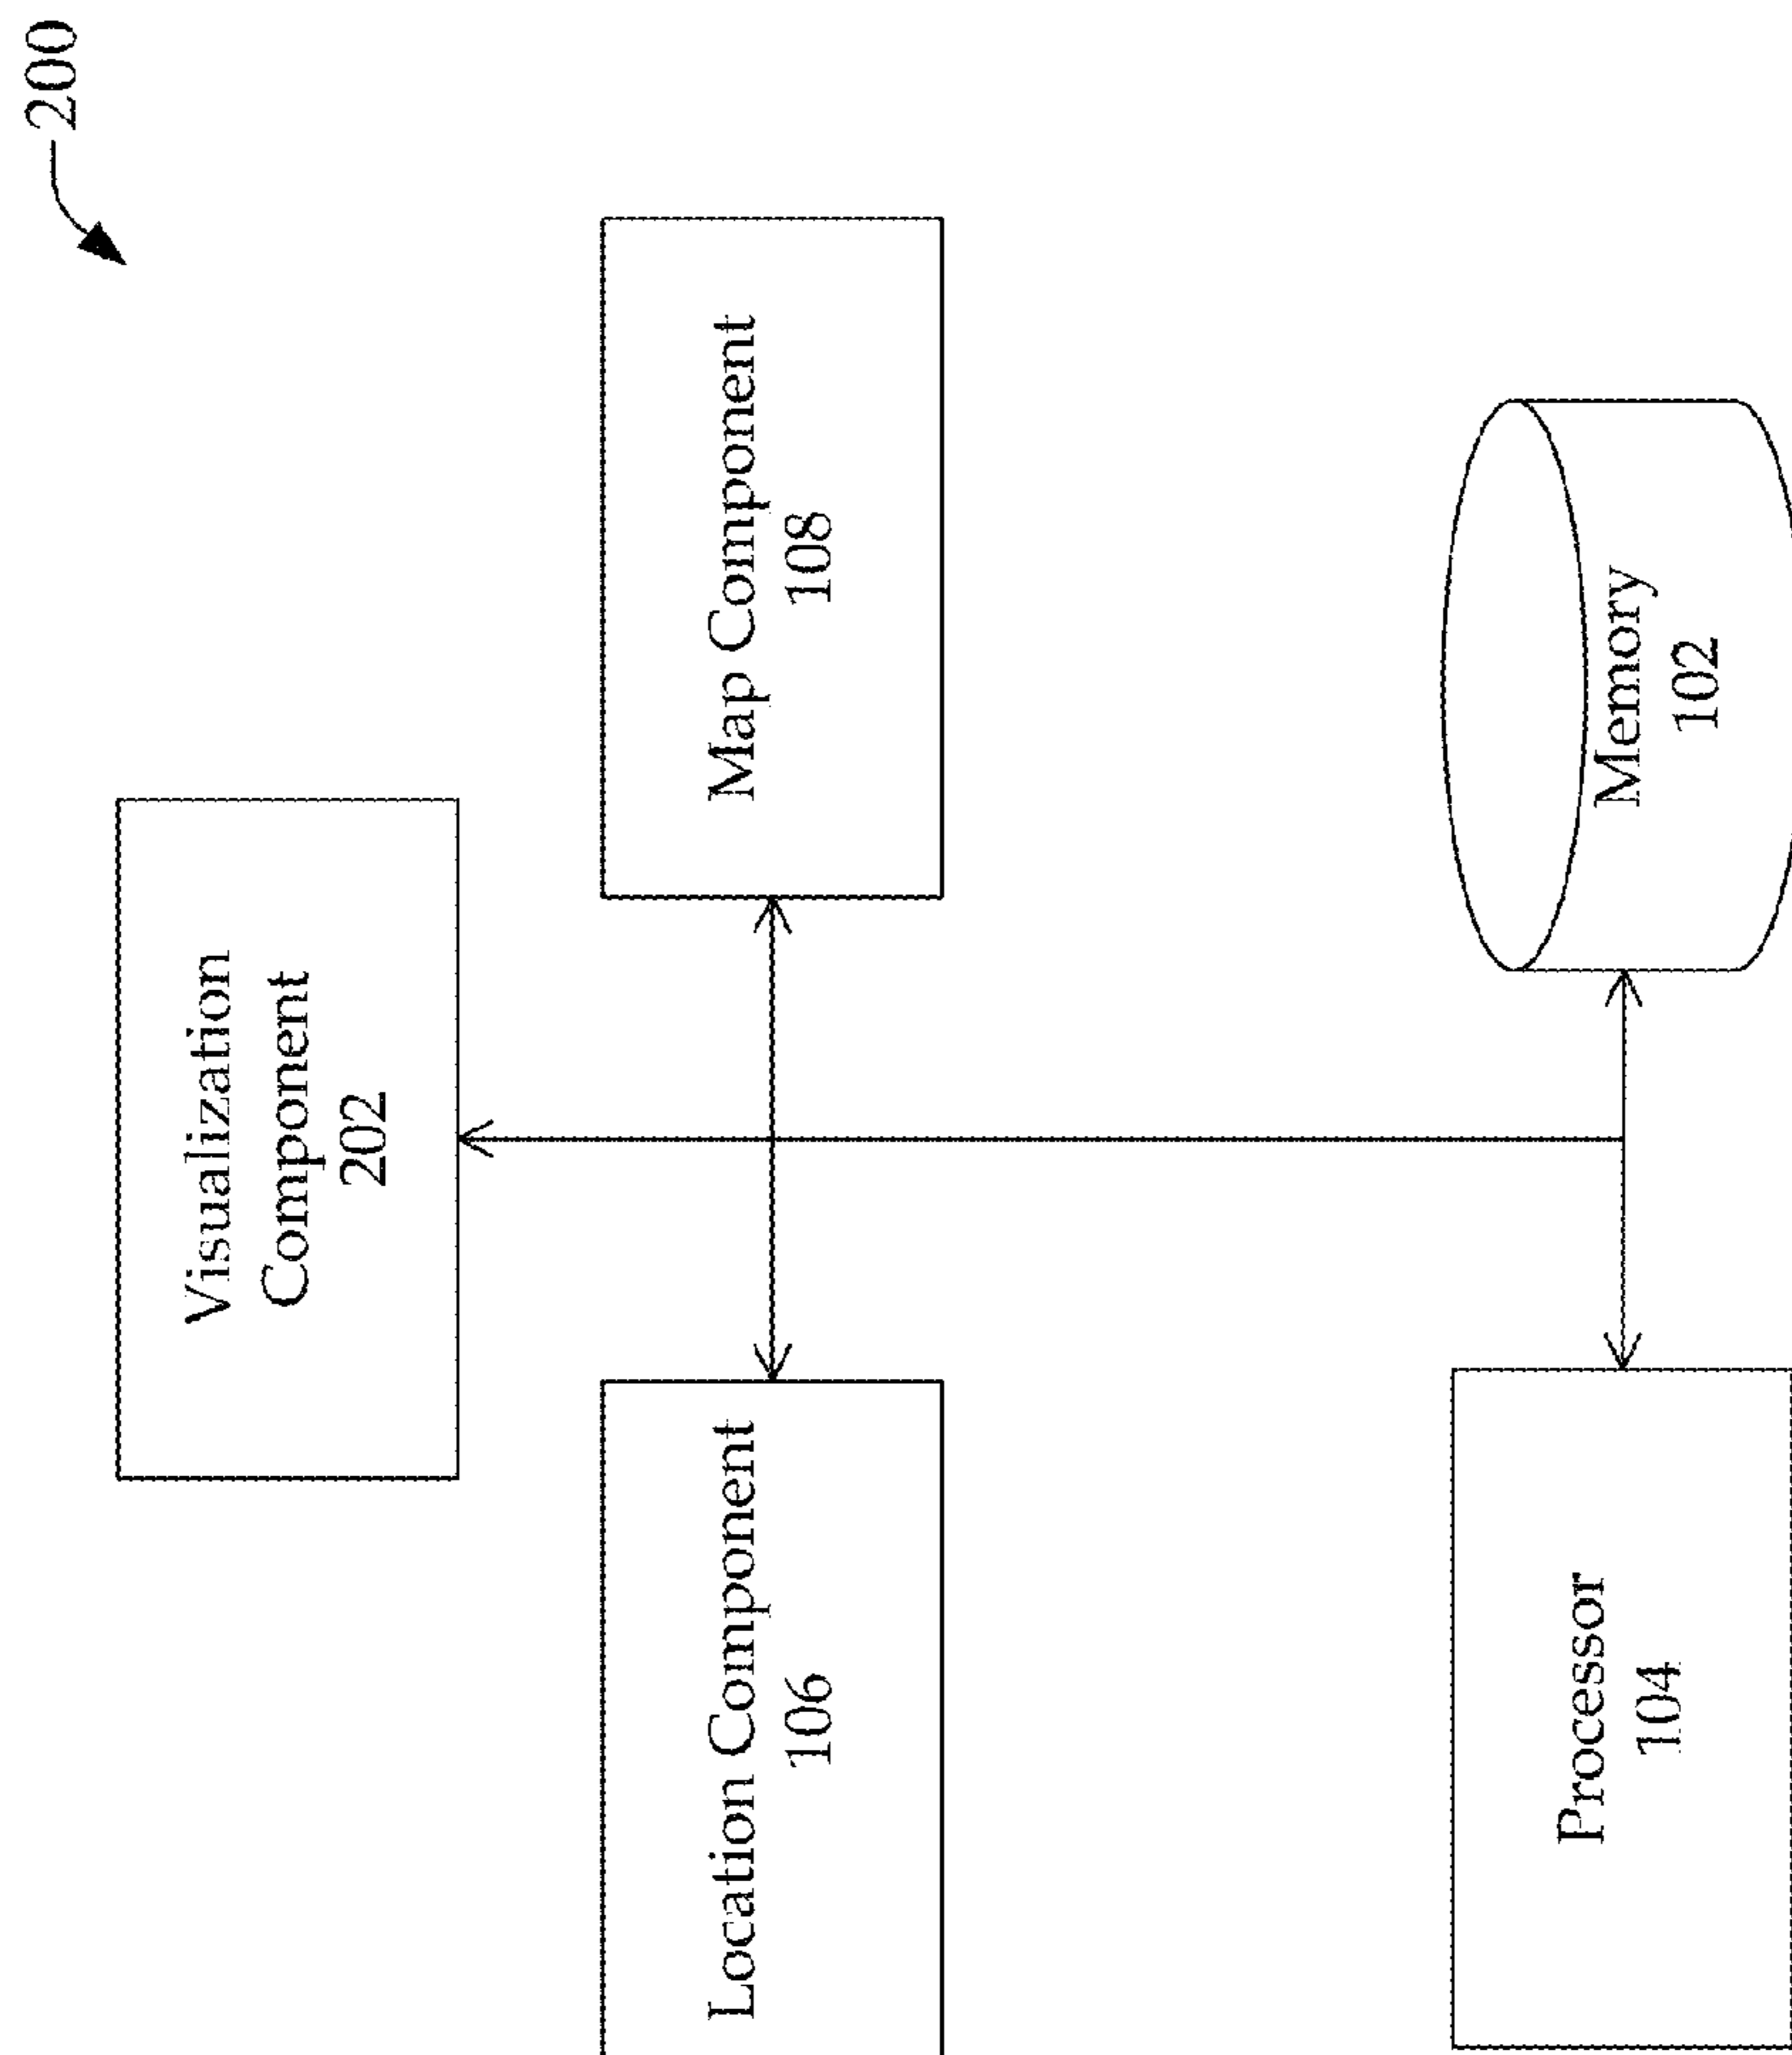 200
Visualization
Component
202
Location Component
106
Map Component
108
Processor
104
Memory
102